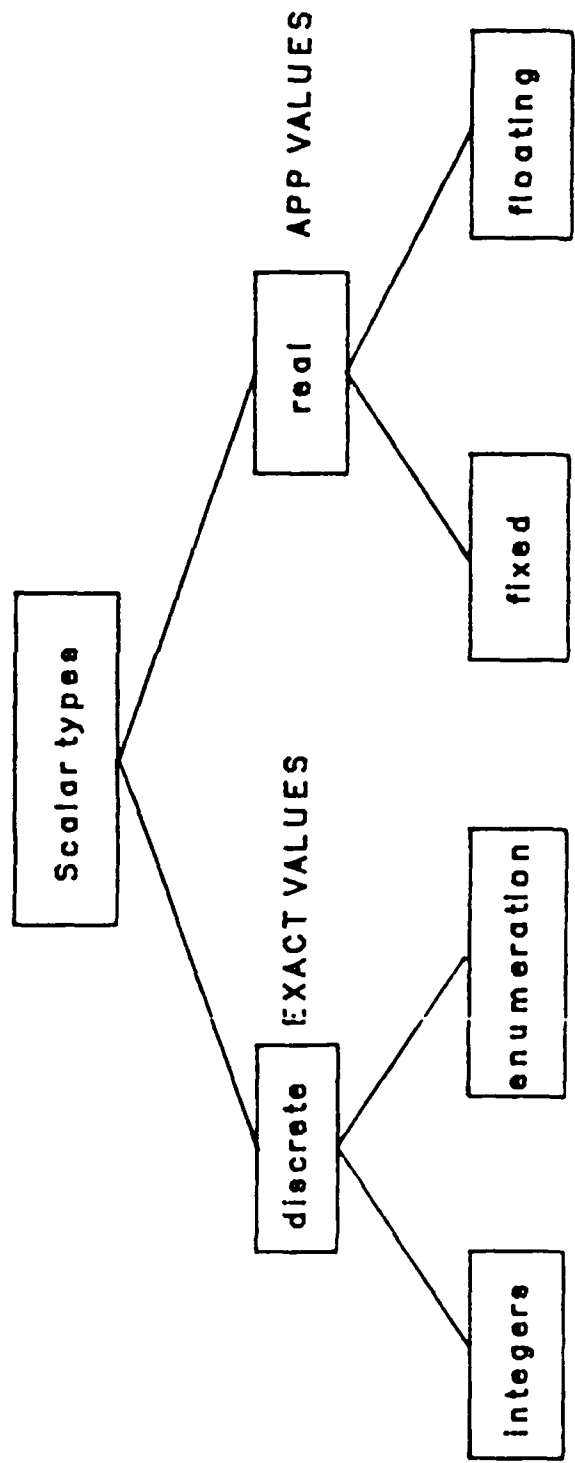 Scalar types
discrete
EXACT VALUES
real
APP VALUES
integers
enumeration
fixed
floating